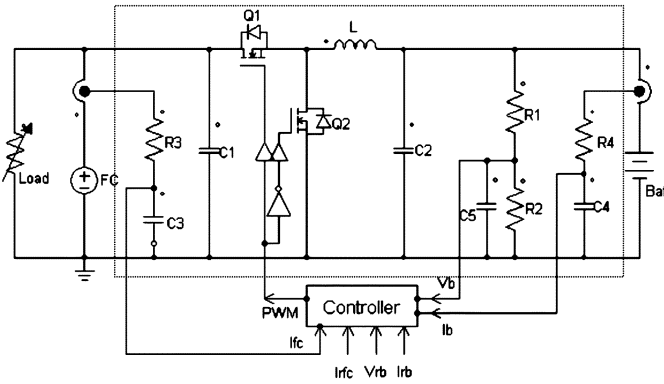 Q1
L
Q2
R1
R3
R4
C1
C2
Load
FC
Bat
C3
C5
R2
C4
Vb
PWM
Controller
Ib
Ifc
Irfc
Vrb
Irb